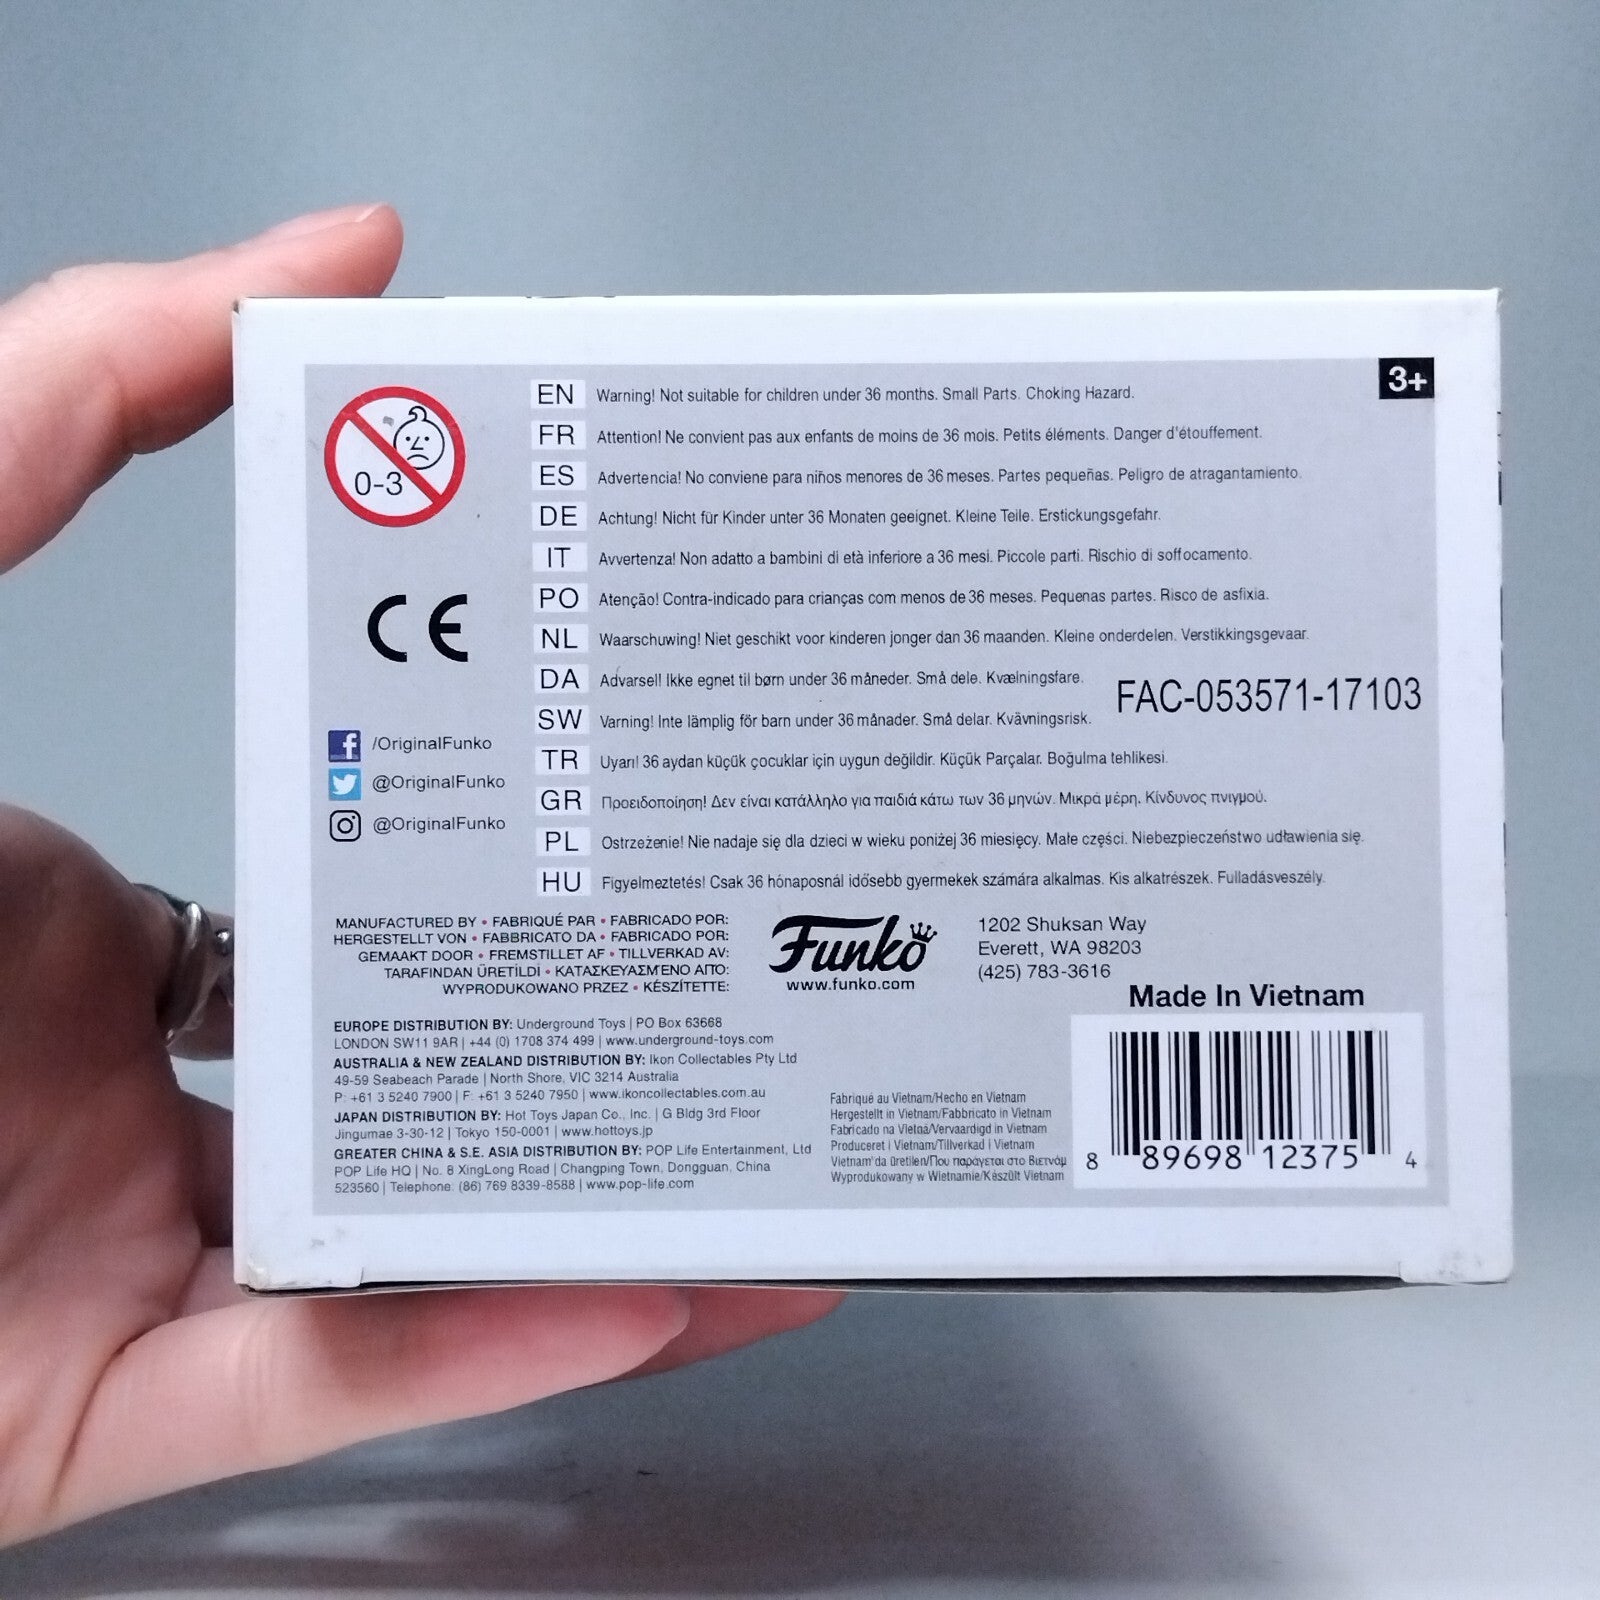 3+
0-3
EN Warning! Not suitable for children under 36 months. Small Parts. Choking Hazard.
FR Attention! Ne convient pas aux enfants de moins de 36 mois. Petits éléments. Danger d'étouffement.
ES Advertencia! No conviene para niños menores de 36 meses. Partes pequeñas. Peligro de atragantamiento.
DE Achtung! Nicht für Kinder unter 36 Monaten geeignet. Kleine Teile. Erstickungsgefahr.
IT Avvertenza! Non adatto a bambini di età inferiore a 36 mesi. Piccole parti. Rischio di soffocamento.
PO Atenção! Contra-indicado para crianças com menos de 36 meses. Pequenas partes. Risco de asfixia.
NL Waarschuwing! Niet geschikt voor kinderen jonger dan 36 maanden. Kleine onderdelen. Verstikkingsgevaar.
DA Advarsel! Ikke egnet til børn under 36 måneder. Små dele. Kvælningsfare.
SW Varning! Inte lämplig för barn under 36 månader. Små delar. Kvävningsrisk.
TR Uyarı! 36 aydan küçük çocuklar için uygun değildir. Küçük Parçalar. Boğulma tehlikesi.
GR Προειδοποίηση! Δεν είναι κατάλληλο για παιδιά κάτω των 36 μηνών. Μικρά μέρη. Κίνδυνος πνιγμού.
PL Ostrzeżenie! Nie nadaje się dla dzieci w wieku poniżej 36 miesięcy. Małe części. Niebezpieczeństwo udławienia się.
HU Figyelmeztetés! Csak 36 hónaposnál idősebb gyermekek számára alkalmas. Kis alkatrészek. Fulladásveszély.
CE
FAC-053571-17103
/OriginalFunko
@OriginalFunko
@OriginalFunko
MANUFACTURED BY • FABRIQUÉ PAR • FABRICADO POR:
HERGESTELLT VON • FABBRICATO DA • FABRICADO POR:
GEMAAKT DOOR • FREMSTILLET AF • TILLVERKAD AV:
TARAFINDAN ÜRETİLDİ • ΚΑΤΑΣΚΕΥΑΣΜΈΝΟ ΑΠΌ:
WYPRODUKOWANO PRZEZ • KÉSZÍTETTE:
Funko
www.funko.com
1202 Shuksan Way
Everett, WA 98203
(425) 783-3616
Made In Vietnam
EUROPE DISTRIBUTION BY: Underground Toys | PO Box 63668
LONDON SW11 9AR | +44 (0) 1708 374 499 | www.underground-toys.com
AUSTRALIA & NEW ZEALAND DISTRIBUTION BY: Ikon Collectables Pty Ltd
49-59 Seabeach Parade | North Shore, VIC 3214 Australia
P: +61 3 5240 7900 | F: +61 3 5240 7950 | www.ikoncollectables.com.au
JAPAN DISTRIBUTION BY: Hot Toys Japan Co., Inc. | G Bldg 3rd Floor
Jingumae 3-30-12 | Tokyo 150-0001 | www.hottoys.jp
GREATER CHINA & S.E. ASIA DISTRIBUTION BY: POP Life Entertainment, Ltd
POP Life HQ | No. 8 XingLong Road | Changping Town, Dongguan, China
523560 | Telephone: (86) 769 8339-8588 | www.pop-life.com
Fabriqué au Vietnam/Hecho en Vietnam
Hergestellt in Vietnam/Fabbricato in Vietnam
Fabricado na Vietnã/Vervaardigd in Vietnam
Produceret i Vietnam/Tillverkad i Vietnam
Vietnam'da üretilen/Που παράγεται στο Βιετνάμ
Wyprodukowany w Wietnamie/Készült Vietnam
8 89698 12375 4